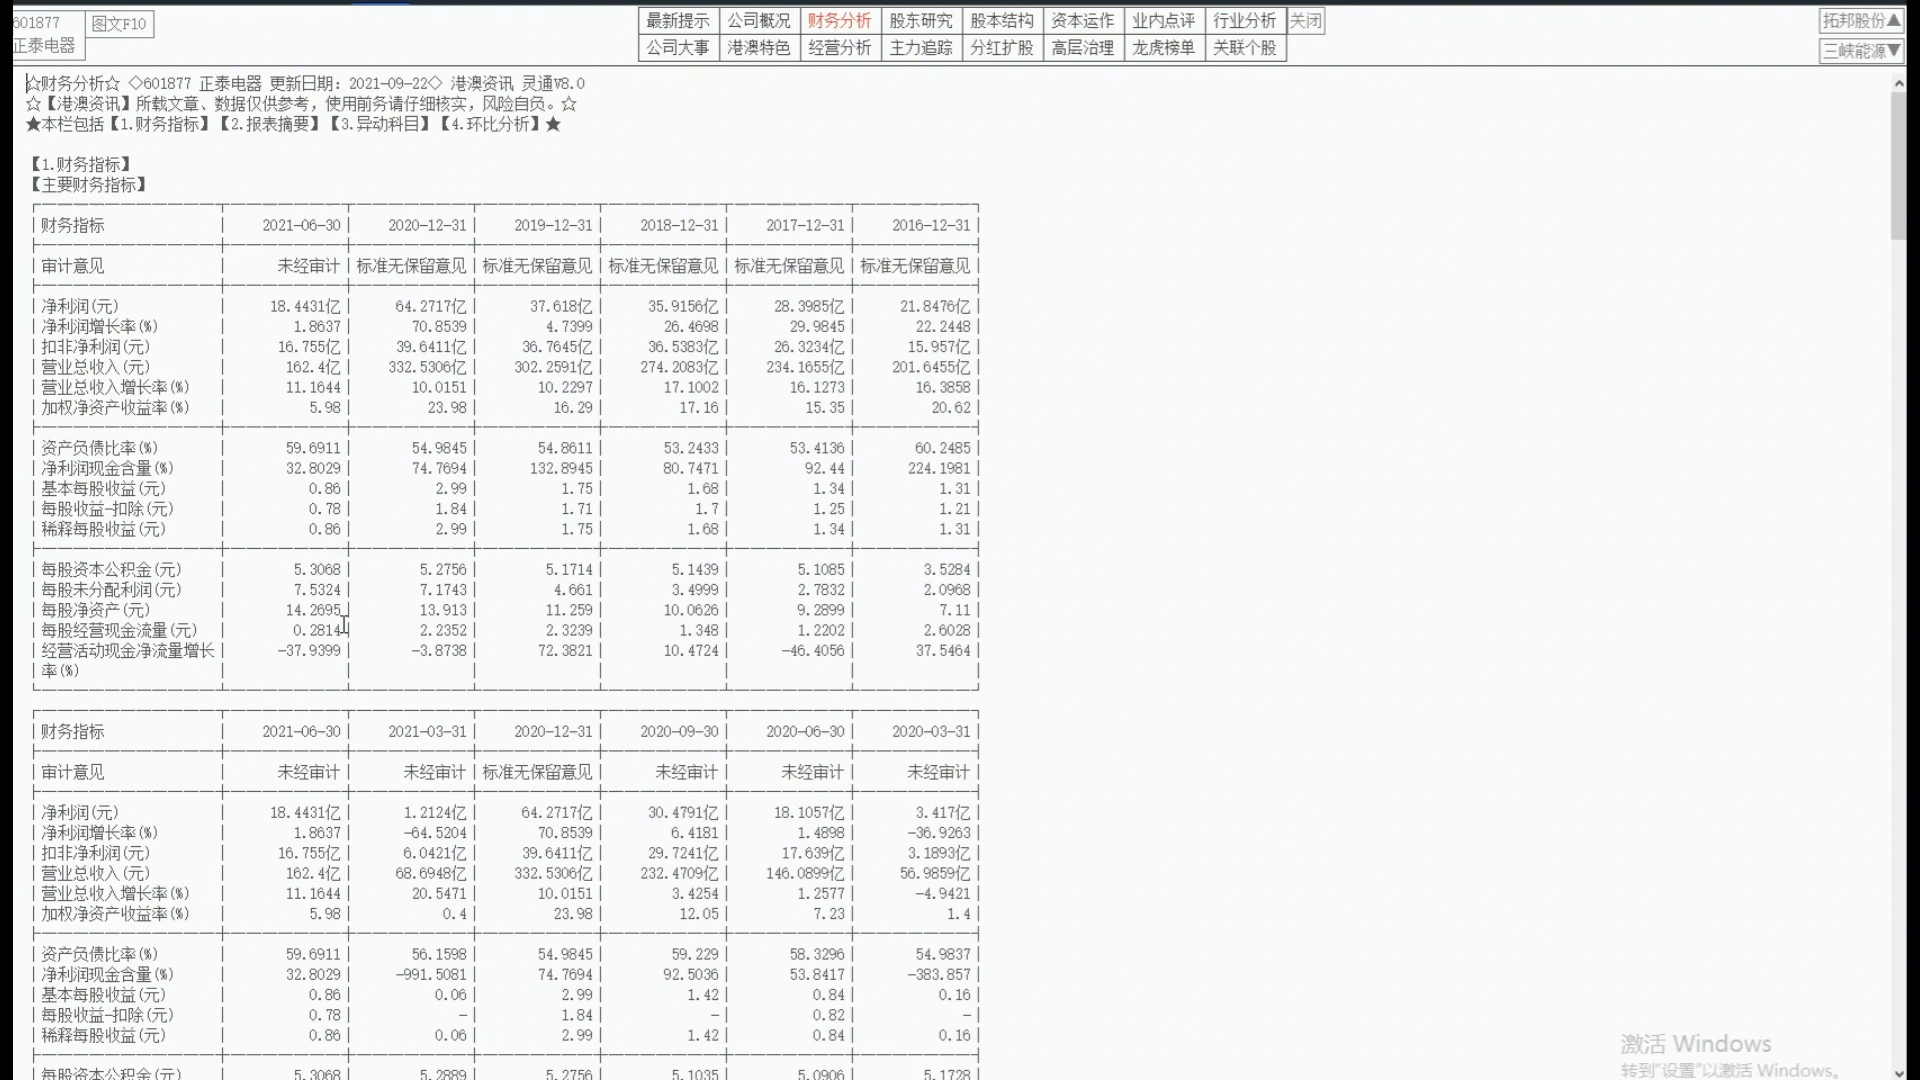 601877 图文F10
正泰电器
最新提示 公司概况 财务分析 股东研究 股本结构 资本运作 业内点评 行业分析 关闭
公司大事 港澳特色 经营分析 主力追踪 分红扩股 高层治理 龙虎榜单 关联个股
拓邦股份▲
三峡能源▼
☆财务分析☆ ◇601877 正泰电器 更新日期：2021-09-22◇ 港澳资讯 灵通V8.0
☆【港澳资讯】所载文章、数据仅供参考，使用前务请仔细核实，风险自负。☆
★本栏包括【1.财务指标】【2.报表摘要】【3.异动科目】【4.环比分析】★
【1.财务指标】
【主要财务指标】
财务指标 2021-06-30 2020-12-31 2019-12-31 2018-12-31 2017-12-31 2016-12-31
审计意见 未经审计 标准无保留意见 标准无保留意见 标准无保留意见 标准无保留意见 标准无保留意见
净利润(元) 18.4431亿 64.2717亿 37.618亿 35.9156亿 28.3985亿 21.8476亿
净利润增长率(%) 1.8637 70.8539 4.7399 26.4698 29.9845 22.2448
扣非净利润(元) 16.755亿 39.6411亿 36.7645亿 36.5383亿 26.3234亿 15.957亿
营业总收入(元) 162.4亿 332.5306亿 302.2591亿 274.2083亿 234.1655亿 201.6455亿
营业总收入增长率(%) 11.1644 10.0151 10.2297 17.1002 16.1273 16.3858
加权净资产收益率(%) 5.98 23.98 16.29 17.16 15.35 20.62
资产负债比率(%) 59.6911 54.9845 54.8611 53.2433 53.4136 60.2485
净利润现金含量(%) 32.8029 74.7694 132.8945 80.7471 92.44 224.1981
基本每股收益(元) 0.86 2.99 1.75 1.68 1.34 1.31
每股收益-扣除(元) 0.78 1.84 1.71 1.7 1.25 1.21
稀释每股收益(元) 0.86 2.99 1.75 1.68 1.34 1.31
每股资本公积金(元) 5.3068 5.2756 5.1714 5.1439 5.1085 3.5284
每股未分配利润(元) 7.5324 7.1743 4.661 3.4999 2.7832 2.0968
每股净资产(元) 14.2695 13.913 11.259 10.0626 9.2899 7.11
每股经营现金流量(元) 0.2814 2.2352 2.3239 1.348 1.2202 2.6028
经营活动现金净流量增长 -37.9399 -3.8738 72.3821 10.4724 -46.4056 37.5464
率(%)
财务指标 2021-06-30 2021-03-31 2020-12-31 2020-09-30 2020-06-30 2020-03-31
审计意见 未经审计 未经审计 标准无保留意见 未经审计 未经审计 未经审计
净利润(元) 18.4431亿 1.2124亿 64.2717亿 30.4791亿 18.1057亿 3.417亿
净利润增长率(%) 1.8637 -64.5204 70.8539 6.4181 1.4898 -36.9263
扣非净利润(元) 16.755亿 6.0421亿 39.6411亿 29.7241亿 17.639亿 3.1893亿
营业总收入(元) 162.4亿 68.6948亿 332.5306亿 232.4709亿 146.0899亿 56.9859亿
营业总收入增长率(%) 11.1644 20.5471 10.0151 3.4254 1.2577 -4.9421
加权净资产收益率(%) 5.98 0.4 23.98 12.05 7.23 1.4
资产负债比率(%) 59.6911 56.1598 54.9845 59.229 58.3296 54.9837
净利润现金含量(%) 32.8029 -991.5081 74.7694 92.5036 53.8417 -383.857
基本每股收益(元) 0.86 0.06 2.99 1.42 0.84 0.16
每股收益-扣除(元) 0.78 - 1.84 - 0.82 -
稀释每股收益(元) 0.86 0.06 2.99 1.42 0.84 0.16
每股资本公积金(元) 5.3068 5.2889 5.2756 5.1035 5.0906 5.1728
激活 Windows
转到"设置"以激活 Windows。